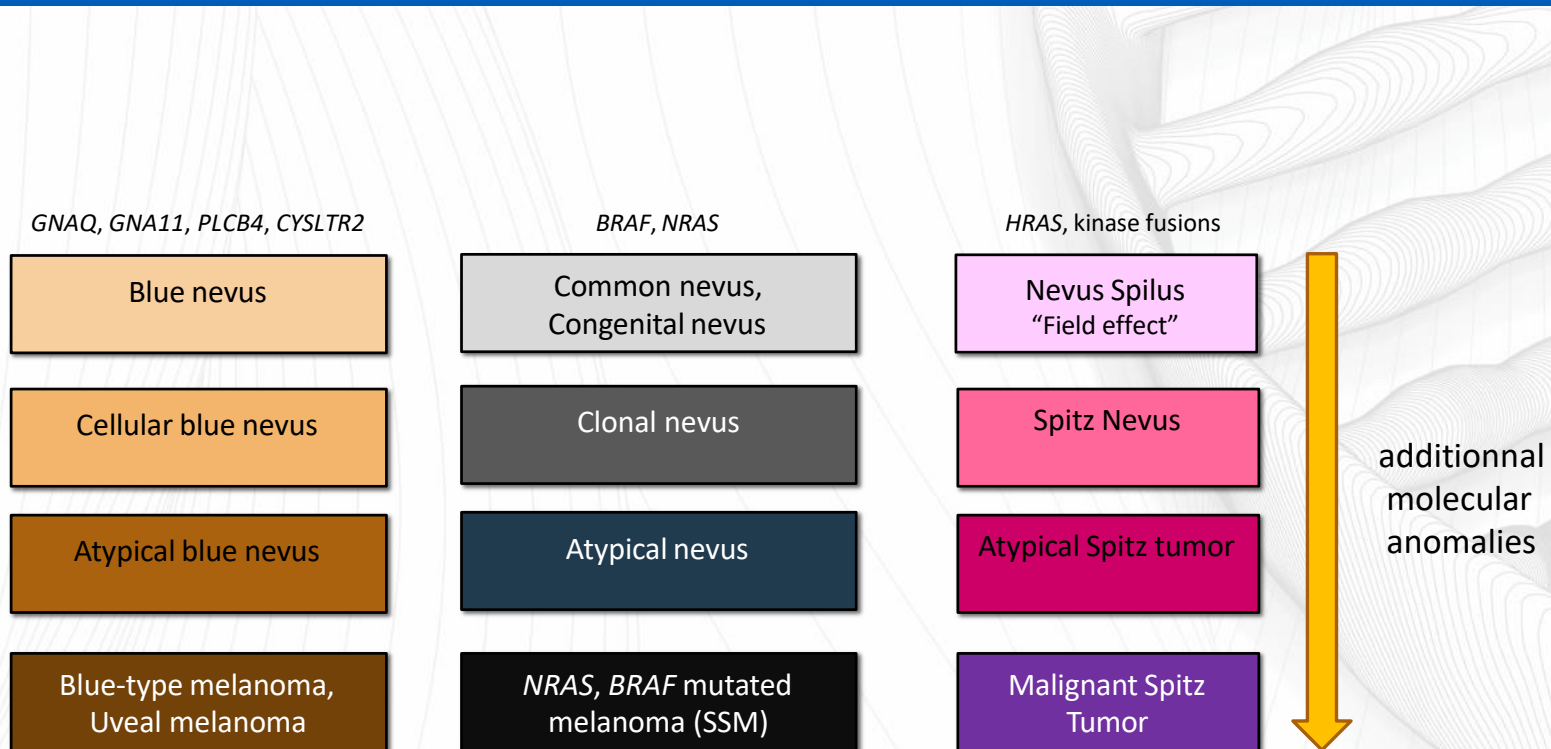 GNAQ, GNA11, PLCB4, CYSLTR2
Blue nevus
Cellular blue nevus
Atypical blue nevus
Blue-type melanoma,
Uveal melanoma
BRAF, NRAS
Common nevus,
Congenital nevus
Clonal nevus
Atypical nevus
NRAS, BRAF mutated
melanoma (SSM)
HRAS, kinase fusions
Nevus Spilus
“Field effect”
Spitz Nevus
Atypical Spitz tumor
Malignant Spitz
Tumor
additionnal
molecular
anomalies